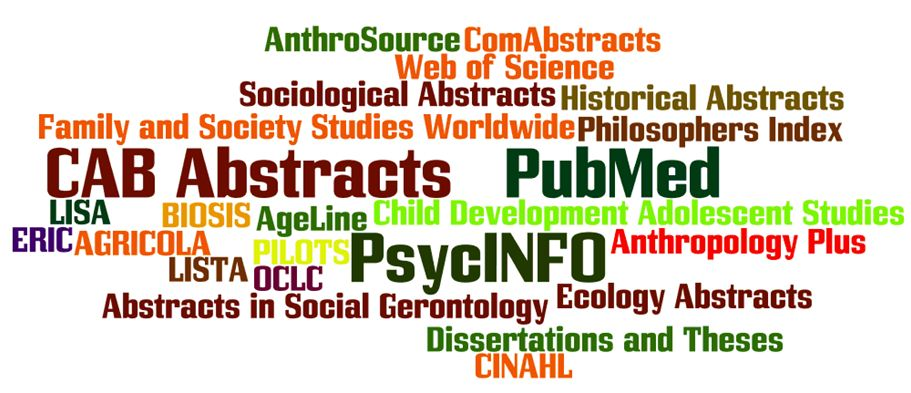 AnthroSource ComAbstracts
Web of Science
Sociological Abstracts Historical Abstracts
Family and Society Studies Worldwide Philosophers Index
CAB Abstracts PubMed
LISA BIOSIS AgeLine Child Development Adolescent Studies
ERIC AGRICOLA PILOTS PsycINFO Anthropology Plus
LISTA OCLC
Abstracts in Social Gerontology Ecology Abstracts
Dissertations and Theses
CINAHL